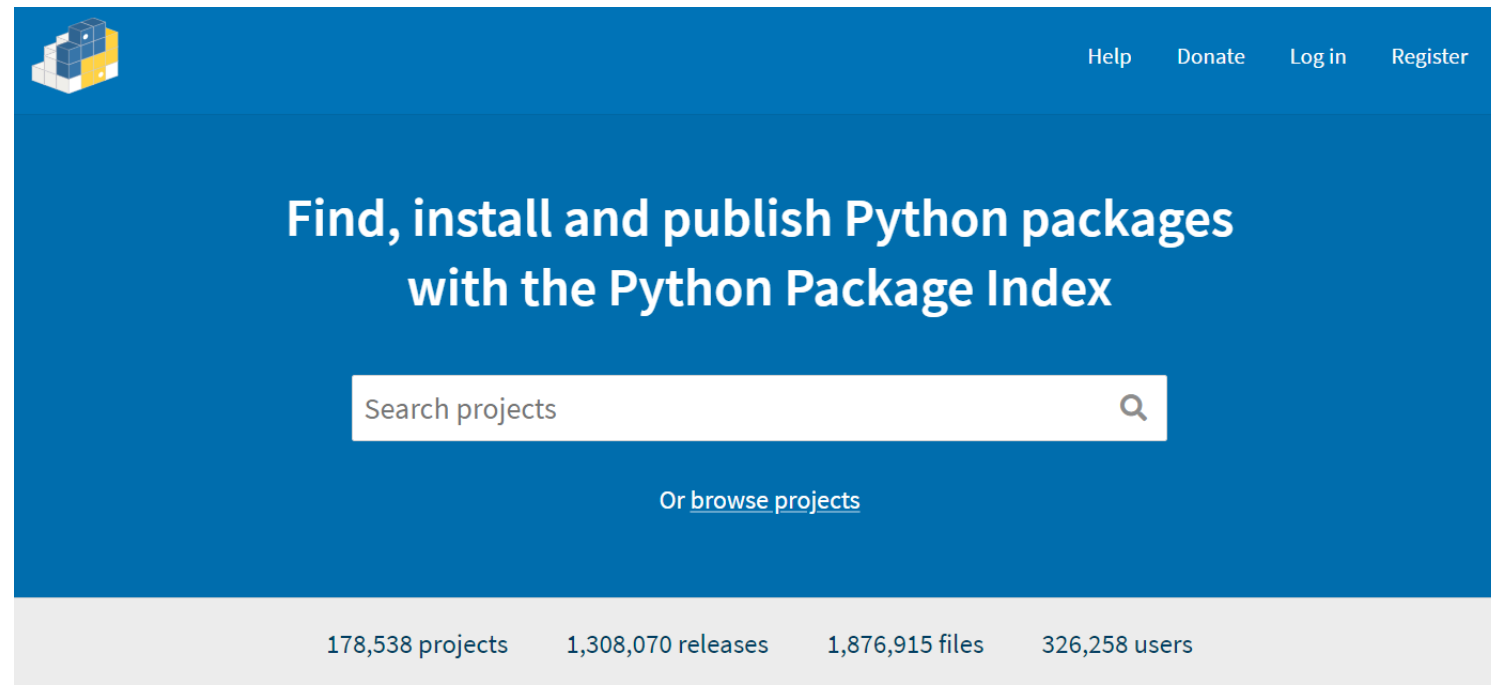 Help Donate Log in Register
Find, install and publish Python packages
with the Python Package Index
Search projects
Or browse projects
178,538 projects 1,308,070 releases 1,876,915 files 326,258 users